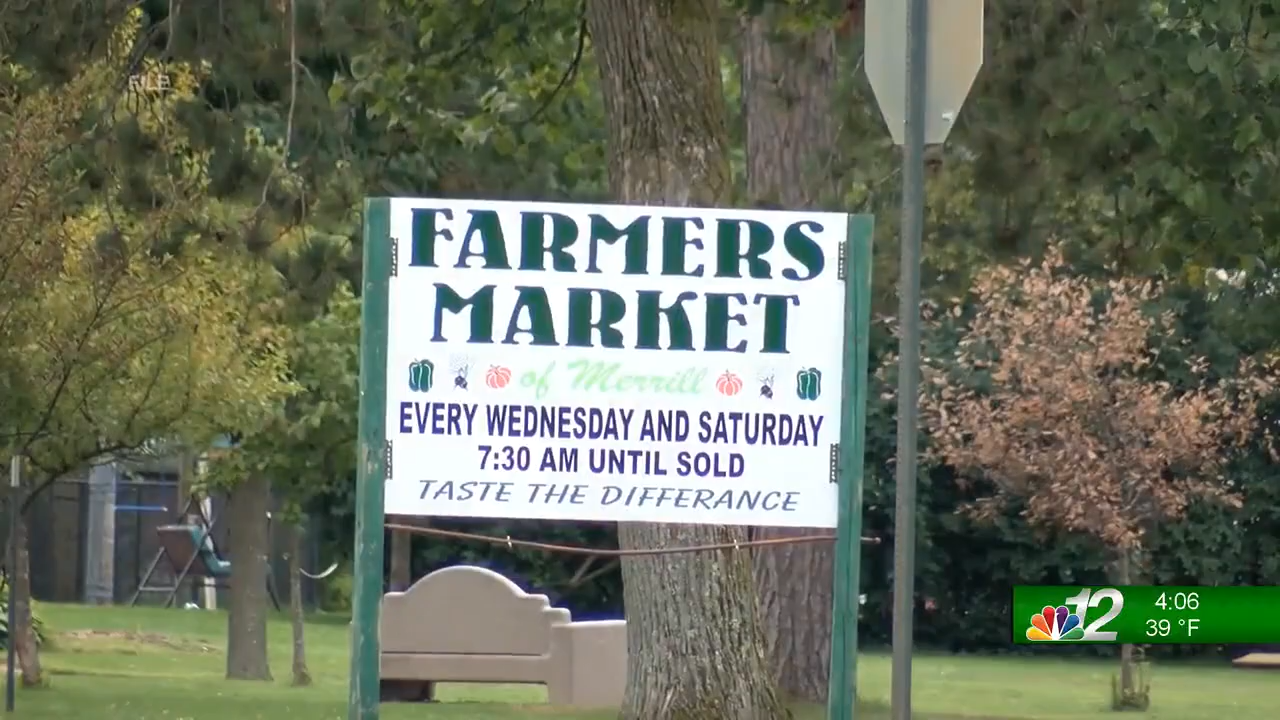 FILE
FARMERS
MARKET
of Merrill
EVERY WEDNESDAY AND SATURDAY
7:30 AM UNTIL SOLD
TASTE THE DIFFERANCE
12
4:06
39 °F